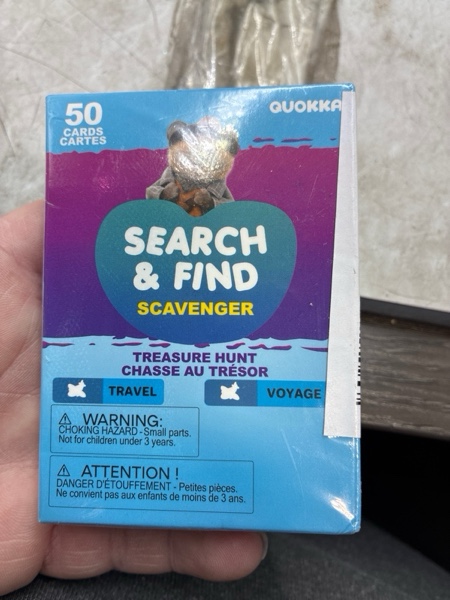 50
CARDS
CARTES
QUOKKA
SEARCH
& FIND
SCAVENGER
TREASURE HUNT
CHASSE AU TRÉSOR
TRAVEL
VOYAGE
WARNING:
CHOKING HAZARD - Small parts.
Not for children under 3 years.
ATTENTION !
DANGER D'ÉTOUFFEMENT - Petites pièces.
Ne convient pas aux enfants de moins de 3 ans.